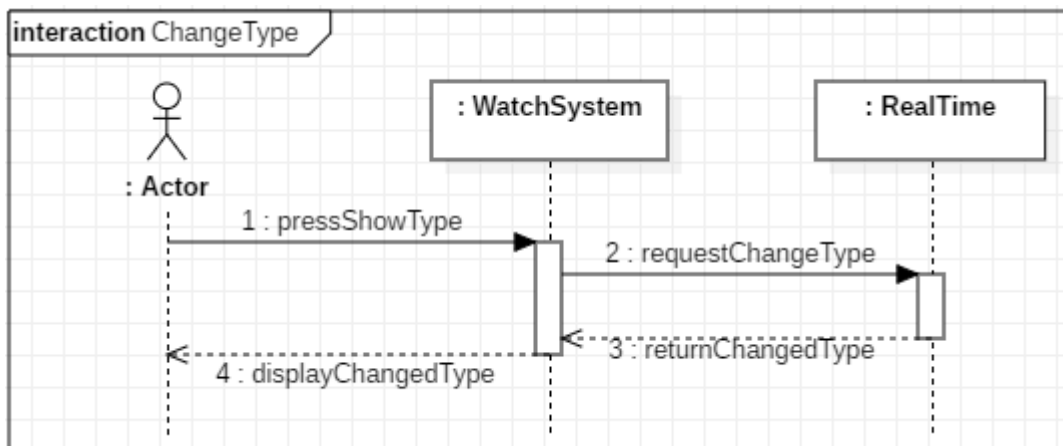 interaction ChangeType
: WatchSystem
: RealTime
: Actor
1 : pressShowType
2 : requestChangeType
3 : returnChangedType
4 : displayChangedType